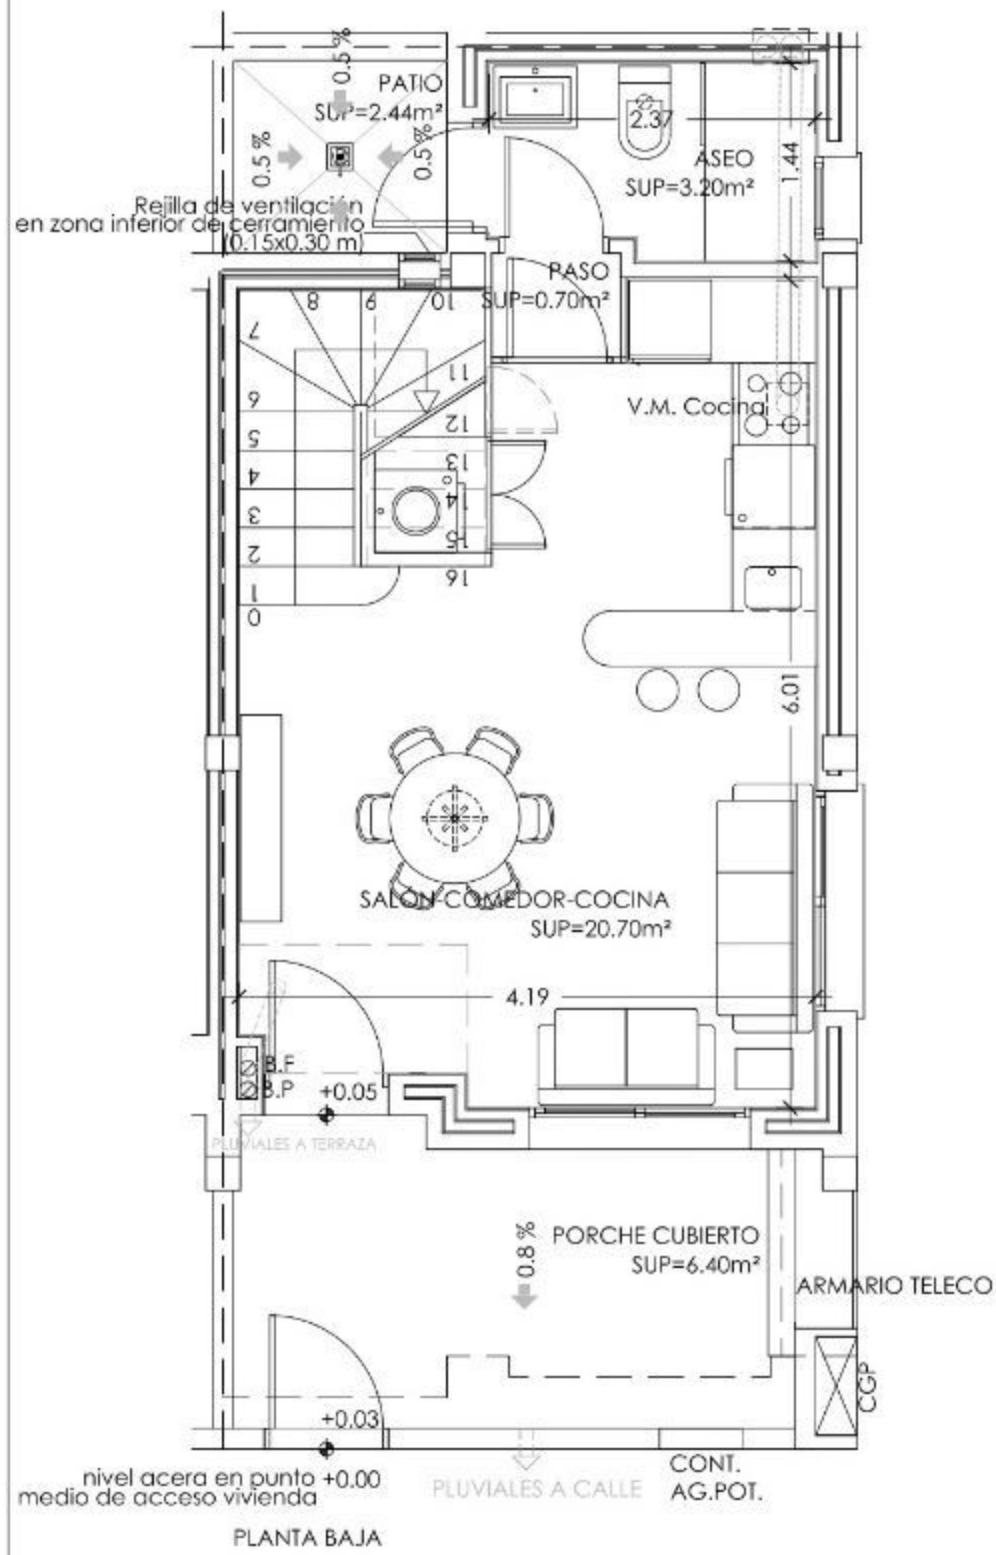 0.5 %
PATIO
SUP=2.44m²
0.5 %
0.5 %
2.37
1.44
ASEO
SUP=3.20m²
Rejilla de ventilación
en zona inferior de cerramiento
(0.15x0.30 m)
PASO
SUP=0.70m²
8
9
10
7
11
6
12
5
13
4
14
3
15
2
16
1
0
V.M. Cocina
6.01
SALÓN-COMEDOR-COCINA
SUP=20.70m²
4.19
B.F
B.P
+0.05
PLUVIALES A TERRAZA
0.8 %
PORCHE CUBIERTO
SUP=6.40m²
ARMARIO TELECO
CGP
+0.03
nivel acera en punto +0.00
medio de acceso vivienda
PLUVIALES A CALLE
CONT.
AG.POT.
PLANTA BAJA